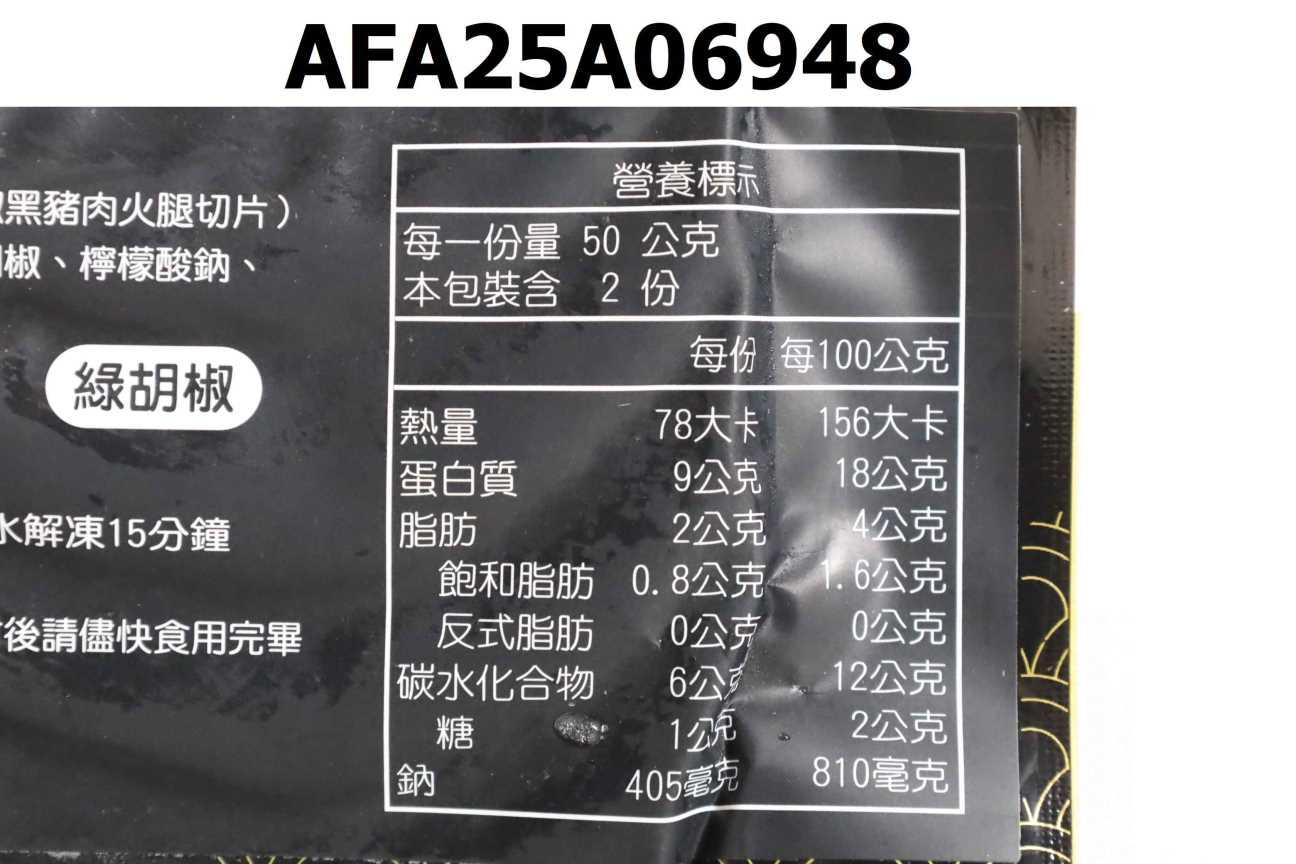 AFA25A06948
黑豬肉火腿切片)
椒、檸檬酸鈉、
綠胡椒
水解凍15分鐘
後請儘快食用完畢
營養標示
每一份量 50 公克
本包裝含 2 份
每份 每100公克
熱量 78大卡 156大卡
蛋白質 9公克 18公克
脂肪 2公克 4公克
飽和脂肪 0.8公克 1.6公克
反式脂肪 0公克 0公克
碳水化合物 6公克 12公克
糖 1公克 2公克
鈉 405毫克 810毫克